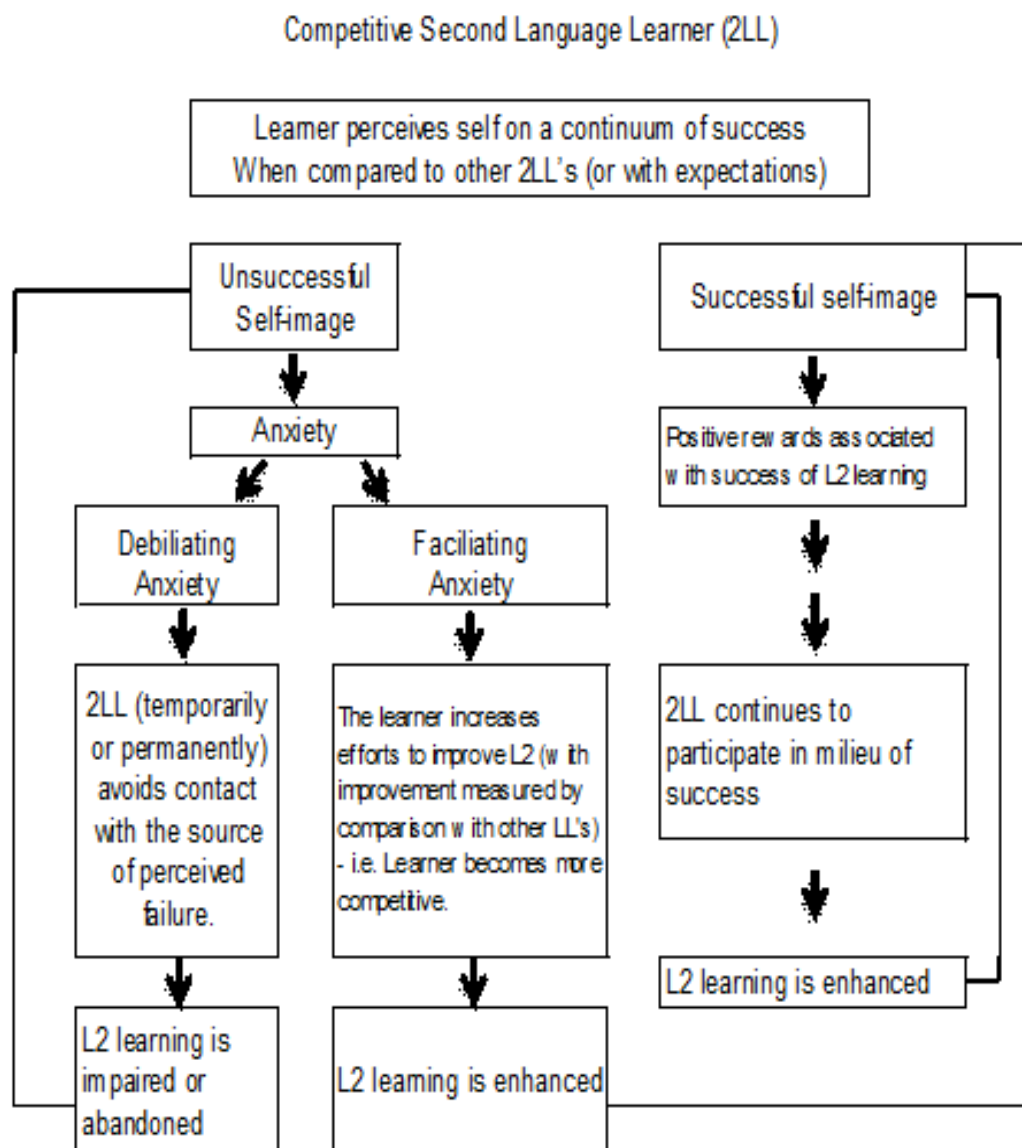 Competitive Second Language Learner (2LL)
Learner perceives self on a continuum of success
When compared to other 2LL's (or with expectations)
Unsuccessful
Self-image
Successful self-image
Anxiety
Positive rewards associated
with success of L2 learning
Debiliating
Anxiety
Faciliating
Anxiety
2LL (temporarily
or permanently)
avoids contact
with the source
of perceived
failure.
The learner increases
efforts to improve L2 (with
improvement measured by
comparison with other LL's)
- i.e. Learner becomes more
competitive.
2LL continues to
participate in milieu of
success
L2 learning is enhanced
L2 learning is
impaired or
abandoned
L2 learning is enhanced